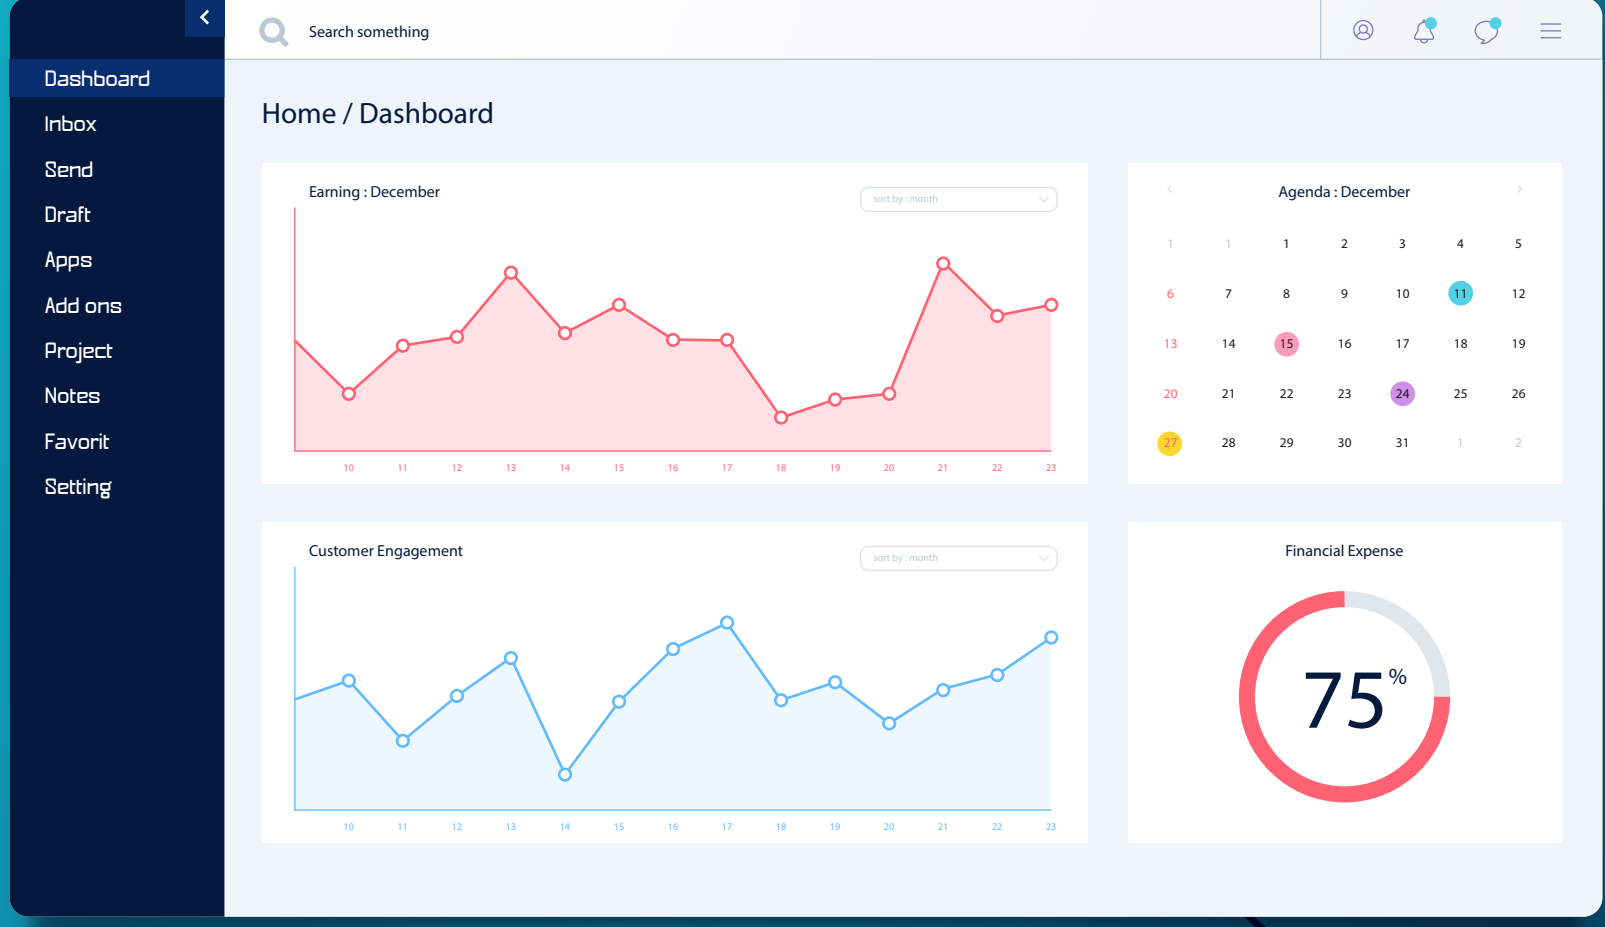 Search something
Dashboard
Inbox
Send
Draft
Apps
Add ons
Project
Notes
Favorit
Setting
Home / Dashboard
Earning : December
sort by : month
10 11 12 13 14 15 16 17 18 19 20 21 22 23
Agenda : December
1 1 1 2 3 4 5
6 7 8 9 10 11 12
13 14 15 16 17 18 19
20 21 22 23 24 25 26
27 28 29 30 31 1 2
Customer Engagement
sort by : month
10 11 12 13 14 15 16 17 18 19 20 21 22 23
Financial Expense
75%